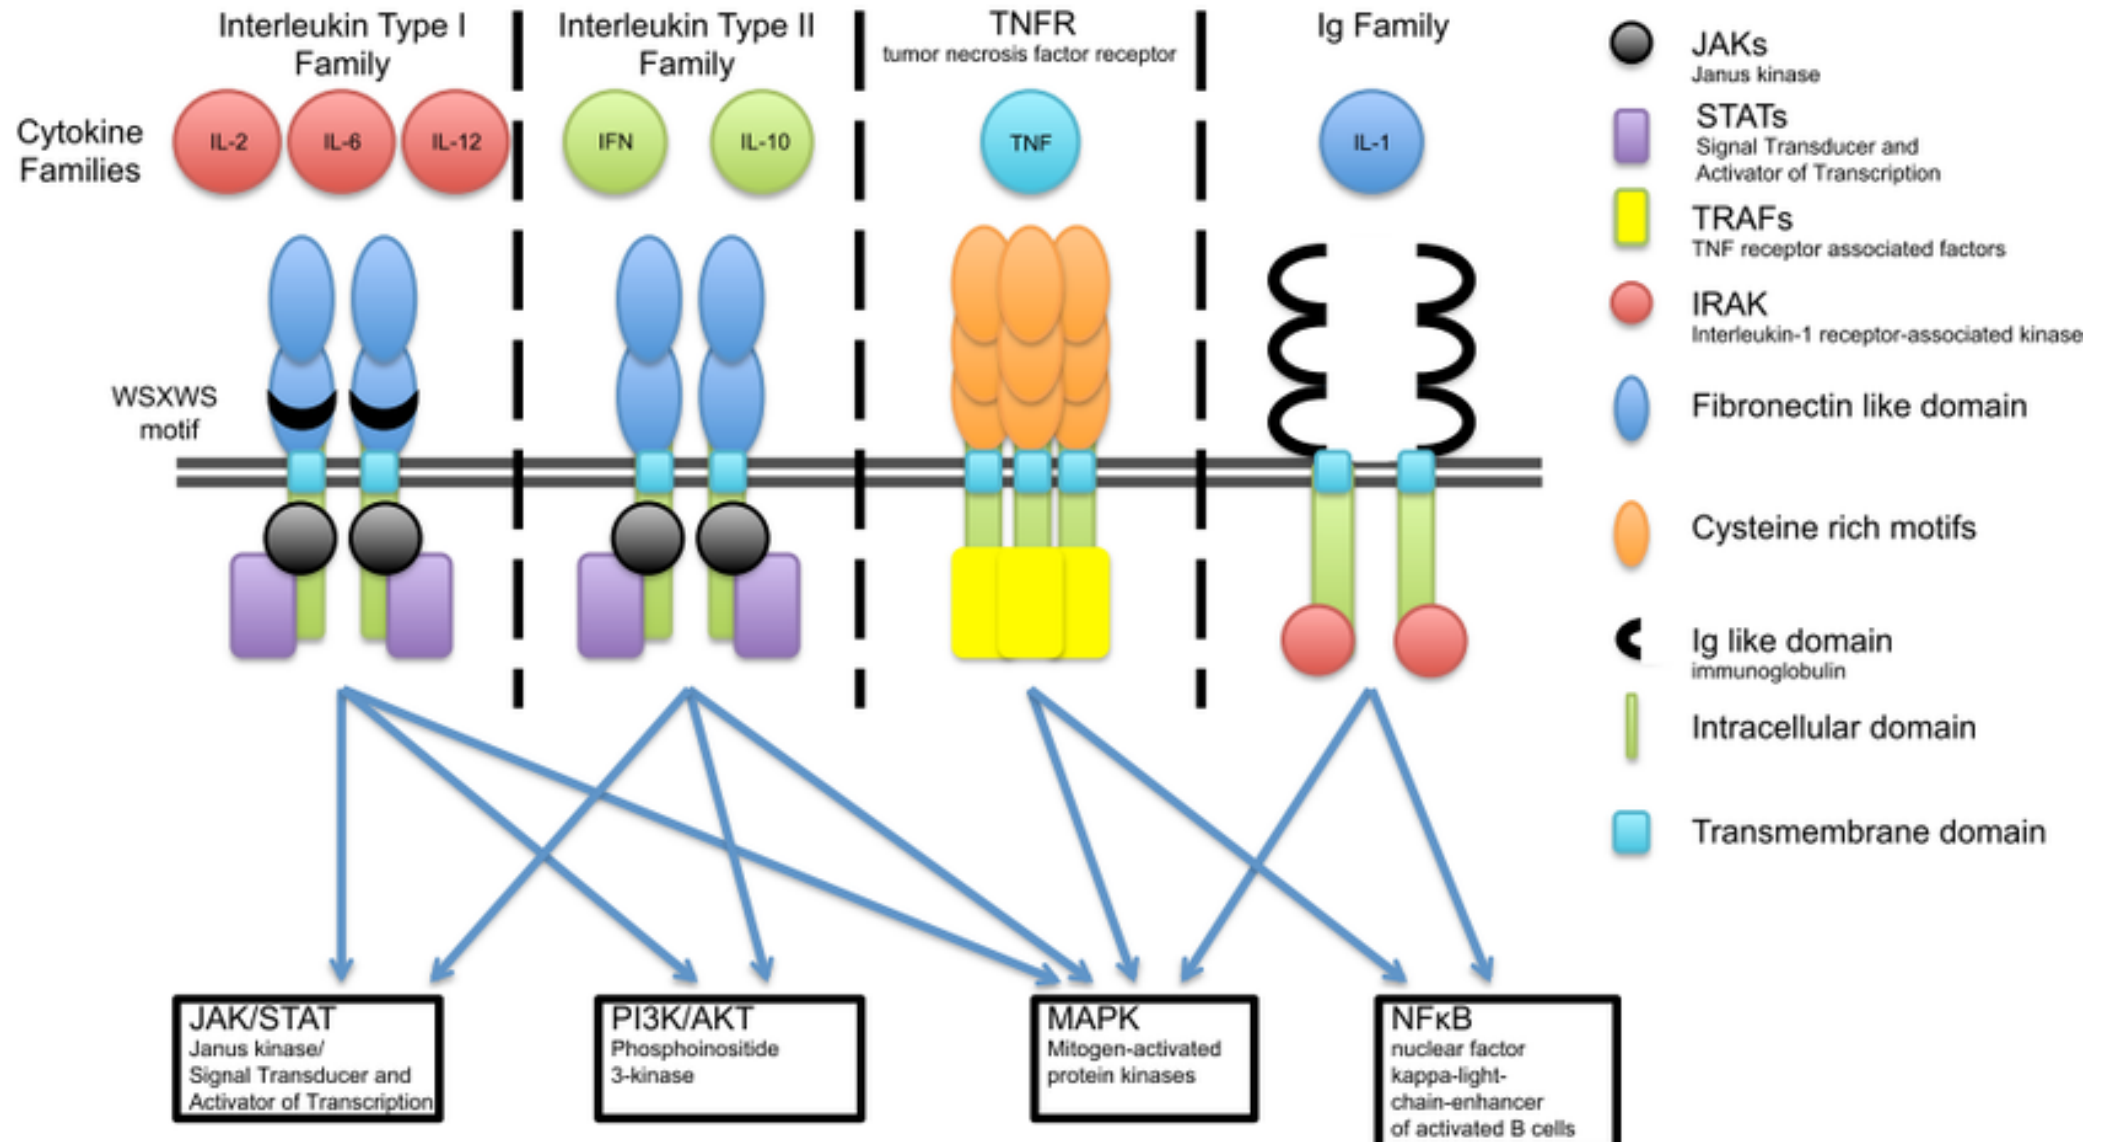 Interleukin Type I
Family
Interleukin Type II
Family
TNFR
tumor necrosis factor receptor
Ig Family
Cytokine
Families
IL-2
IL-6
IL-12
IFN
IL-10
TNF
IL-1
WSXWS
motif
JAKs
Janus kinase
STATs
Signal Transducer and
Activator of Transcription
TRAFs
TNF receptor associated factors
IRAK
Interleukin-1 receptor-associated kinase
Fibronectin like domain
Cysteine rich motifs
Ig like domain
immunoglobulin
Intracellular domain
Transmembrane domain
JAK/STAT
Janus kinase/
Signal Transducer and
Activator of Transcription
PI3K/AKT
Phosphoinositide
3-kinase
MAPK
Mitogen-activated
protein kinases
NFκB
nuclear factor
kappa-light-
chain-enhancer
of activated B cells